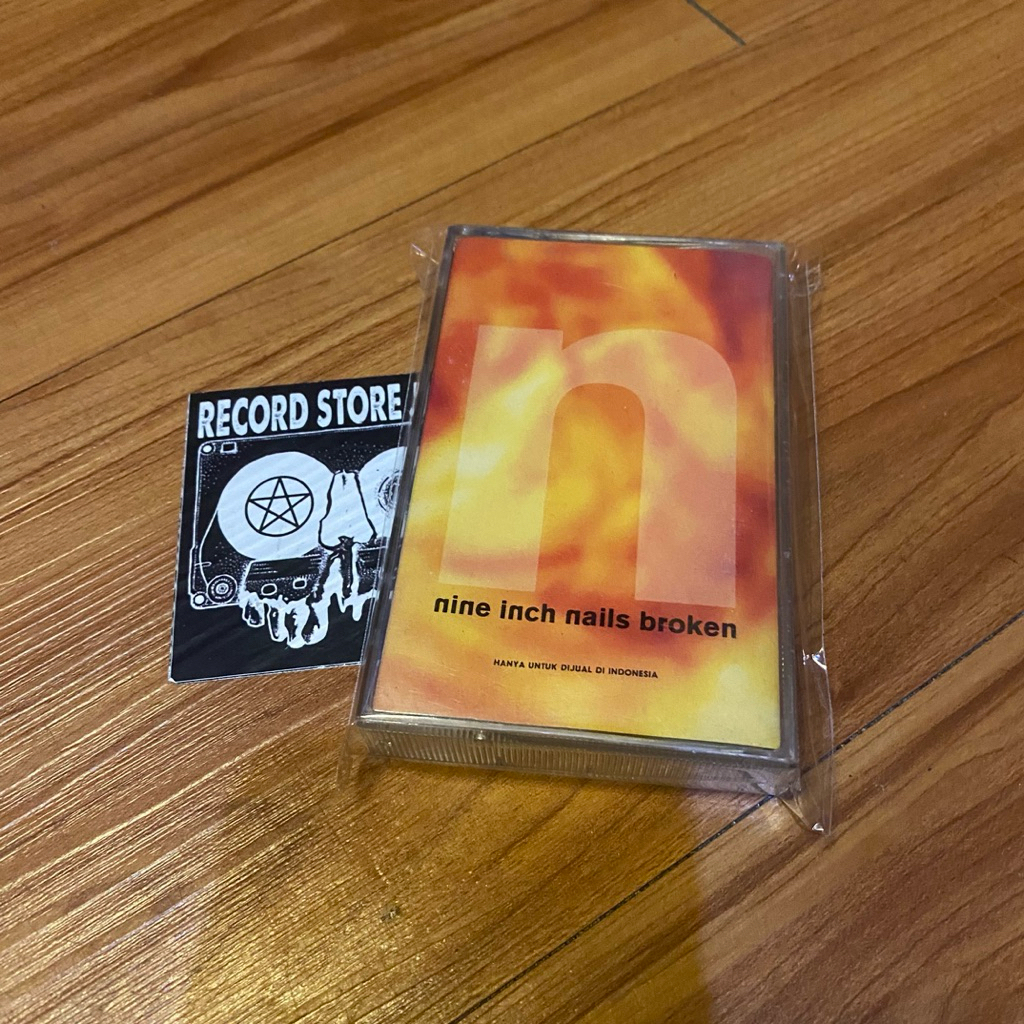 RECORD STORE
n
nine inch nails broken
HANYA UNTUK DIJUAL DI INDONESIA